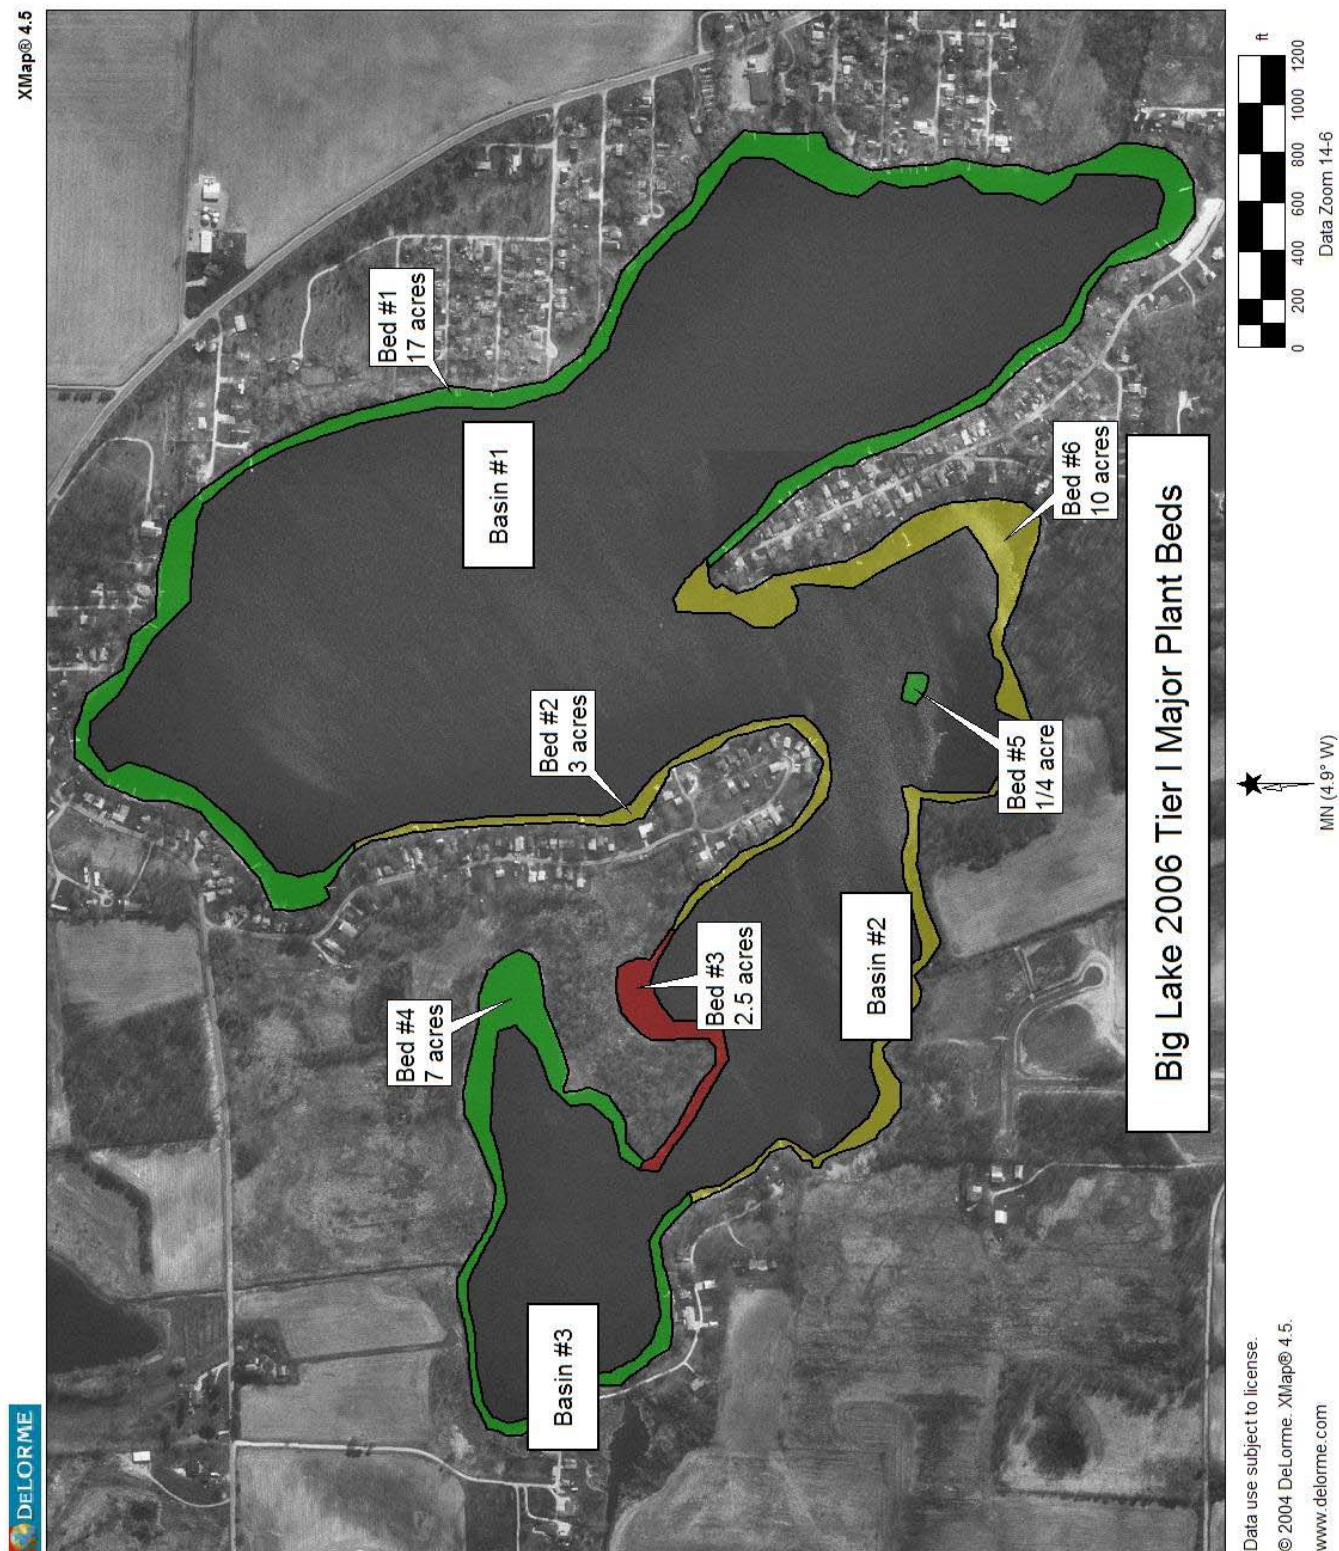 DELORME
XMap® 4.5
Bed #1
17 acres
Basin #1
Bed #2
3 acres
Bed #4
7 acres
Bed #3
2.5 acres
Bed #6
10 acres
Bed #5
1/4 acre
Basin #2
Basin #3
Big Lake 2006 Tier I Major Plant Beds
Data use subject to license.
© 2004 DeLorme. XMap® 4.5.
www.delorme.com
MN (4.9° W)
ft
0 200 400 600 800 1000 1200
Data Zoom 14-6